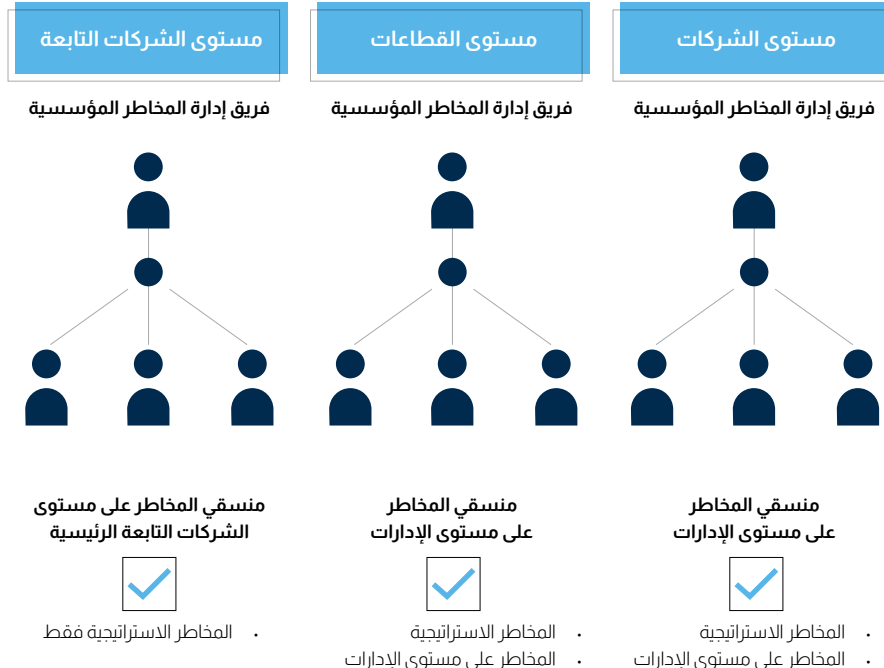 مستوى الشركات
فريق إدارة المخاطر المؤسسية
منسقي المخاطر
على مستوى الإدارات
• المخاطر الاستراتيجية
• المخاطر على مستوى الإدارات
مستوى القطاعات
فريق إدارة المخاطر المؤسسية
منسقي المخاطر
على مستوى الإدارات
• المخاطر الاستراتيجية
• المخاطر على مستوى الإدارات
مستوى الشركات التابعة
فريق إدارة المخاطر المؤسسية
منسقي المخاطر على مستوى
الشركات التابعة الرئيسية
• المخاطر الاستراتيجية فقط